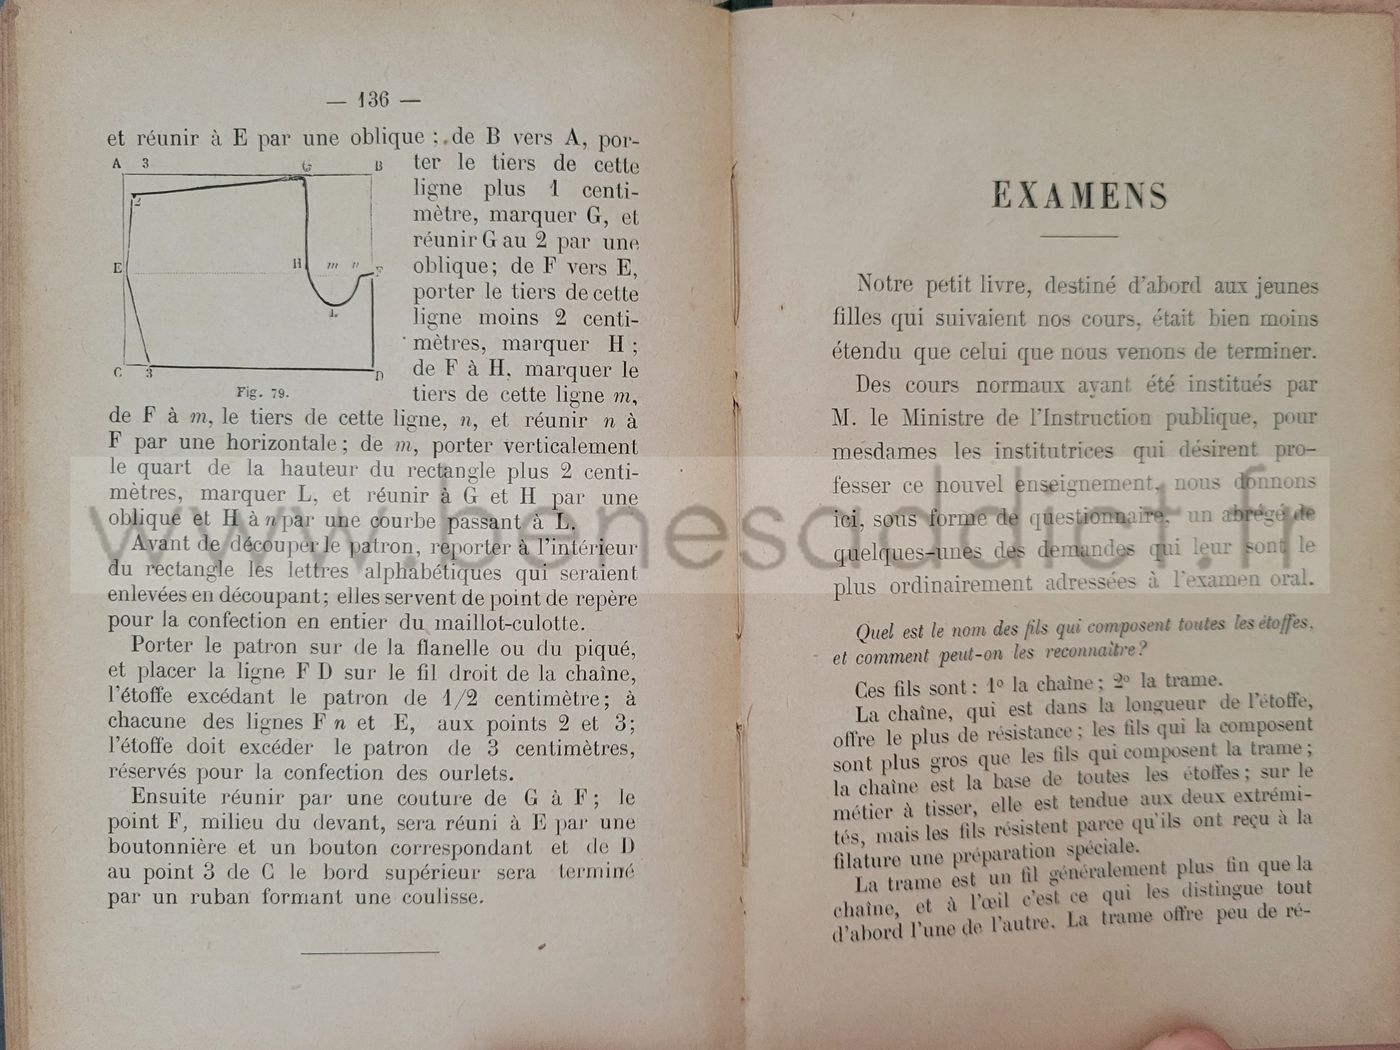 — 136 —
et réunir à E par une oblique ; de B vers A, por-
ter le tiers de cette
ligne plus 1 centi-
mètre, marquer G, et
réunir G au 2 par une
oblique; de F vers E,
porter le tiers de cette
ligne moins 2 centi-
mètres, marquer H ;
de F à H, marquer le
tiers de cette ligne m,
A 3 G B
2
E H m n F
L
C 3 D
Fig. 79.
de F à m, le tiers de cette ligne, n, et réunir n à
F par une horizontale ; de m, porter verticalement
le quart de la hauteur du rectangle plus 2 centi-
mètres, marquer L, et réunir à G et H par une
oblique et H à n par une courbe passant à L.
Avant de découper le patron, reporter à l'intérieur
du rectangle les lettres alphabétiques qui seraient
enlevées en découpant; elles servent de point de repère
pour la confection en entier du maillot-culotte.
Porter le patron sur de la flanelle ou du piqué,
et placer la ligne F D sur le fil droit de la chaîne,
l'étoffe excédant le patron de 1/2 centimètre ; à
chacune des lignes F n et E, aux points 2 et 3;
l'étoffe doit excéder le patron de 3 centimètres,
réservés pour la confection des ourlets.
Ensuite réunir par une couture de G à F ; le
point F, milieu du devant, sera réuni à E par une
boutonnière et un bouton correspondant et de D
au point 3 de C le bord supérieur sera terminé
par un ruban formant une coulisse.
EXAMENS
Notre petit livre, destiné d'abord aux jeunes
filles qui suivaient nos cours, était bien moins
étendu que celui que nous venons de terminer.
Des cours normaux ayant été institués par
M. le Ministre de l'Instruction publique, pour
mesdames les institutrices qui désirent pro-
fesser ce nouvel enseignement, nous donnons
ici, sous forme de questionnaire, un abrégé de
quelques-unes des demandes qui leur sont le
plus ordinairement adressées à l'examen oral.
Quel est le nom des fils qui composent toutes les étoffes,
et comment peut-on les reconnaître ?
Ces fils sont : 1° la chaîne ; 2° la trame.
La chaîne, qui est dans la longueur de l'étoffe,
offre le plus de résistance ; les fils qui la composent
sont plus gros que les fils qui composent la trame ;
la chaîne est la base de toutes les étoffes ; sur le
métier à tisser, elle est tendue aux deux extrémi-
tés, mais les fils résistent parce qu'ils ont reçu à la
filature une préparation spéciale.
La trame est un fil généralement plus fin que la
chaîne, et à l'œil c'est ce qui les distingue tout
d'abord l'une de l'autre. La trame offre peu de ré-
www.benesaddict.fr